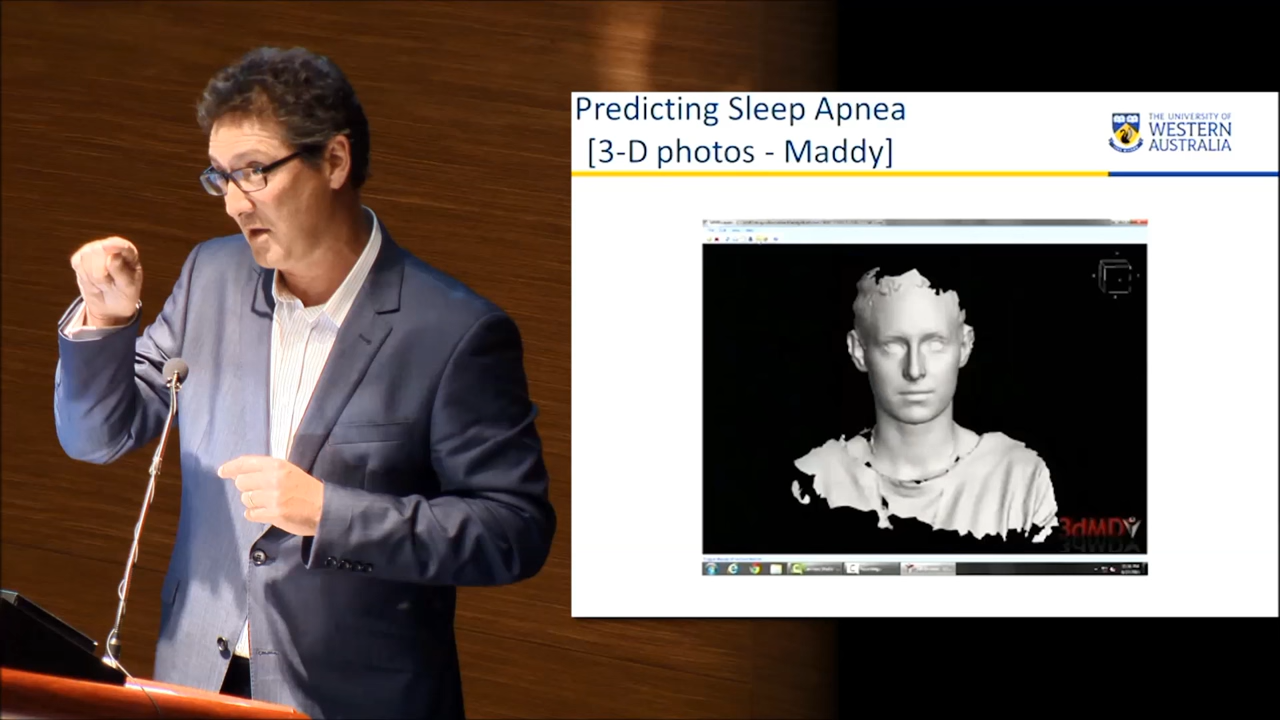 Predicting Sleep Apnea
[3-D photos - Maddy]
THE UNIVERSITY OF
WESTERN
AUSTRALIA
3dMD